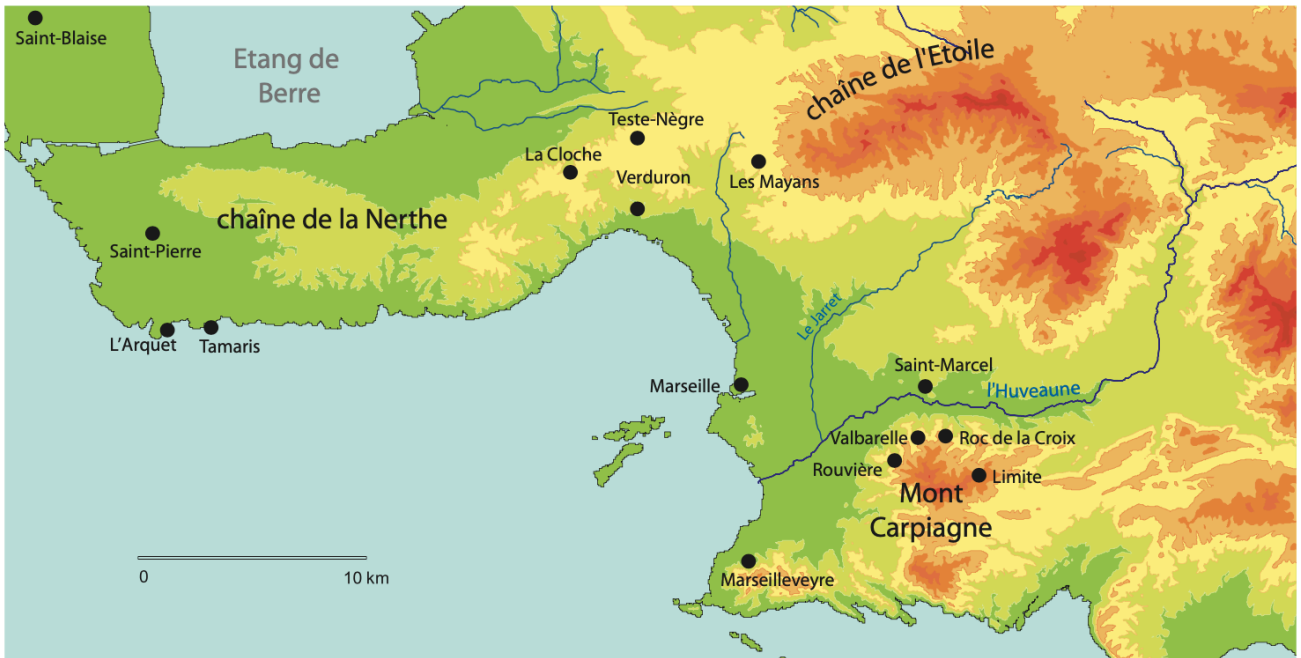 Saint-Blaise
Etang de
Berre
chaîne de l'Etoile
Teste-Nègre
La Cloche
Verduron
Les Mayans
chaîne de la Nerthe
Saint-Pierre
L'Arquet
Tamaris
Le Jarret
Marseille
Saint-Marcel
l'Huveaune
Valbarelle
Roc de la Croix
Rouvière
Limite
Mont
Carpiagne
0
10 km
Marseilleveyre